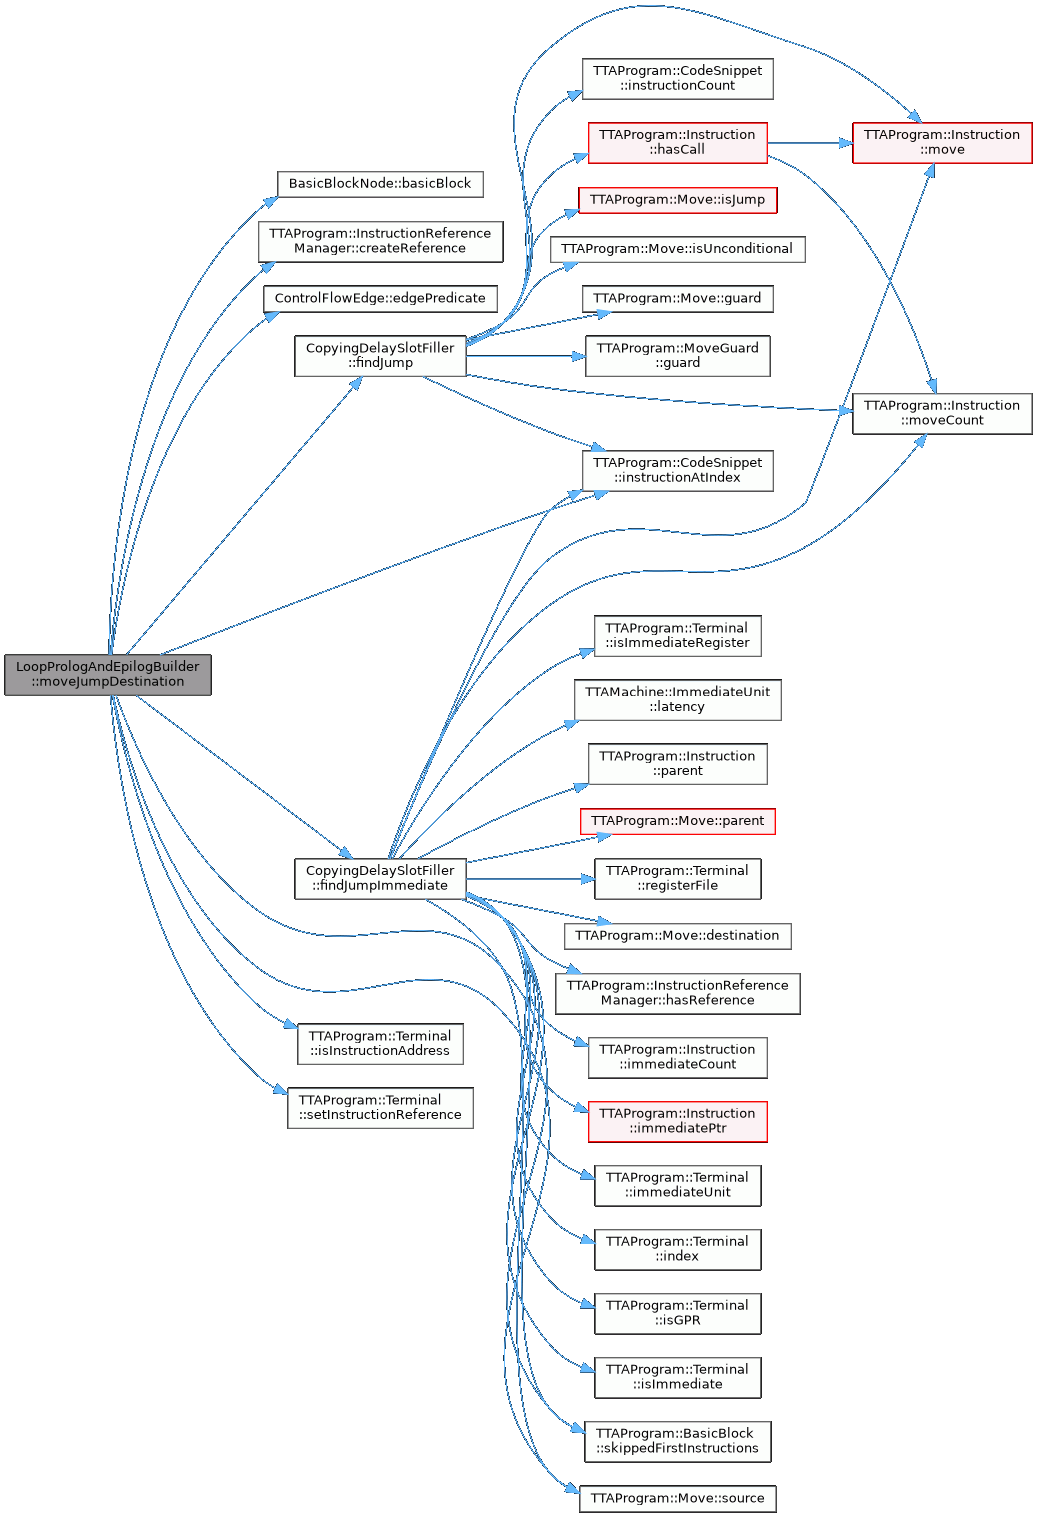 TTAProgram::CodeSnippet
::instructionCount
TTAProgram::Instruction
::hasCall
TTAProgram::Instruction
::move
BasicBlockNode::basicBlock
TTAProgram::Move::isJump
TTAProgram::InstructionReference
Manager::createReference
TTAProgram::Move::isUnconditional
ControlFlowEdge::edgePredicate
TTAProgram::Move::guard
CopyingDelaySlotFiller
::findJump
TTAProgram::MoveGuard
::guard
TTAProgram::Instruction
::moveCount
TTAProgram::CodeSnippet
::instructionAtIndex
LoopPrologAndEpilogBuilder
::moveJumpDestination
TTAProgram::Terminal
::isImmediateRegister
TTAMachine::ImmediateUnit
::latency
TTAProgram::Instruction
::parent
TTAProgram::Move::parent
CopyingDelaySlotFiller
::findJumpImmediate
TTAProgram::Terminal
::registerFile
TTAProgram::Move::destination
TTAProgram::InstructionReference
Manager::hasReference
TTAProgram::Terminal
::isInstructionAddress
TTAProgram::Instruction
::immediateCount
TTAProgram::Terminal
::setInstructionReference
TTAProgram::Instruction
::immediatePtr
TTAProgram::Terminal
::immediateUnit
TTAProgram::Terminal
::index
TTAProgram::Terminal
::isGPR
TTAProgram::Terminal
::isImmediate
TTAProgram::BasicBlock
::skippedFirstInstructions
TTAProgram::Move::source